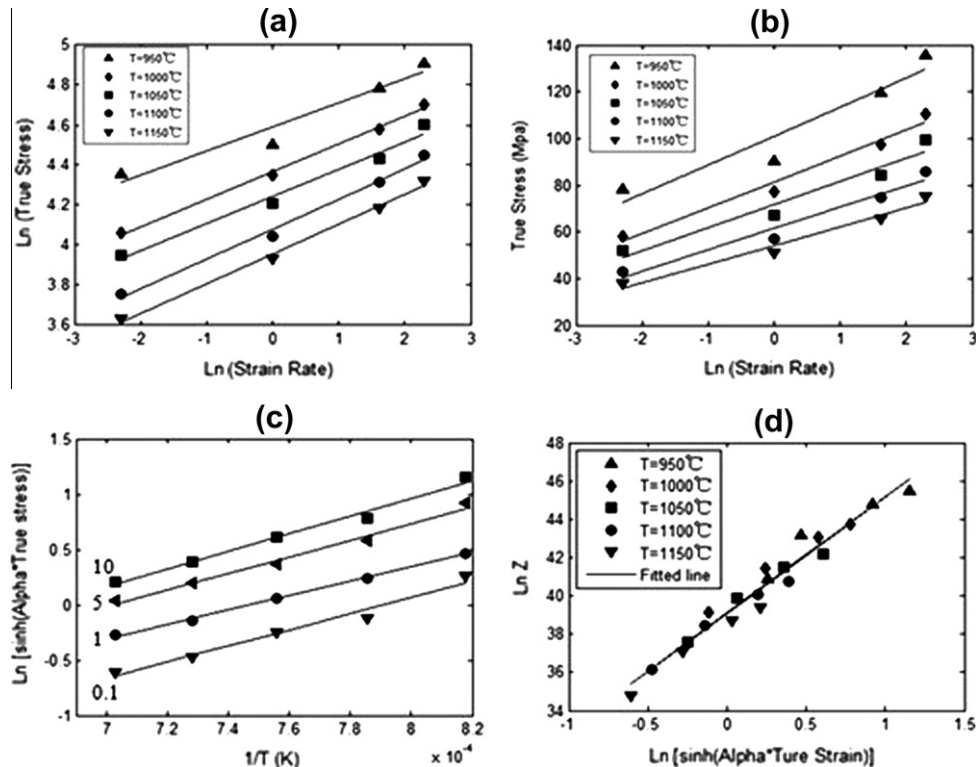 (a)
5
4.8
4.6
4.4
4.2
4
3.8
3.6
-3
-2
-1
0
1
2
3
Ln (True Stress)
Ln (Strain Rate)
T=950℃
T=1000℃
T=1050℃
T=1100℃
T=1150℃
(b)
140
120
100
80
60
40
20
-3
-2
-1
0
1
2
3
True Stress (Mpa)
Ln (Strain Rate)
T=950℃
T=1000℃
T=1050℃
T=1100℃
T=1150℃
(c)
1.5
1
0.5
0
-0.5
-1
7
7.2
7.4
7.6
7.8
8
8.2
× 10⁻⁴
Ln [sinh(Alpha*True stress)]
1/T (K)
10
5
1
0.1
(d)
46
44
42
40
38
36
34
-1
-0.5
0
0.5
1
1.5
Ln Z
Ln [sinh(Alpha*Ture Strain)]
T=950℃
T=1000℃
T=1050℃
T=1100℃
T=1150℃
Fitted line